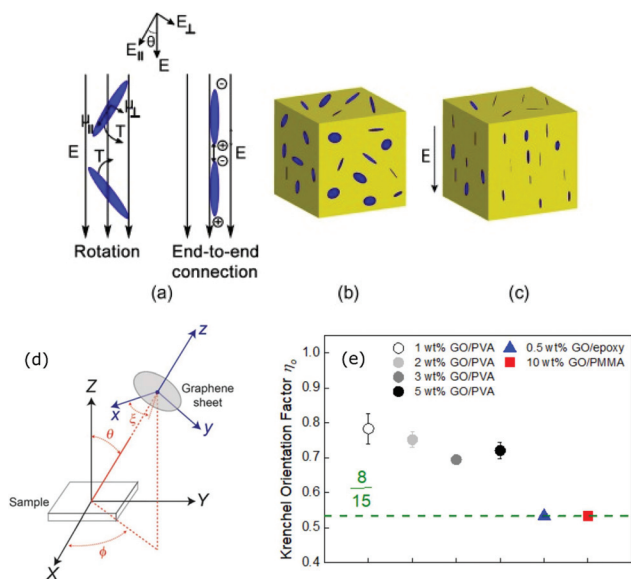 E∥ θ E⊥
E
μ∥ μ⊥
T
E
T
Rotation
⊖
⊕
⊖
E
⊕
End-to-end
connection
(a)
(b)
E
(c)
(d)
z
Graphene
sheet
x
ξ
y
Z
θ
Sample
Y
ϕ
X
(e)
1 wt% GO/PVA
2 wt% GO/PVA
3 wt% GO/PVA
5 wt% GO/PVA
0.5 wt% GO/epoxy
10 wt% GO/PMMA
Krenchel Orientation Factor ηₒ
1.0
0.9
0.8
0.7
0.6
0.5
0.4
8
15